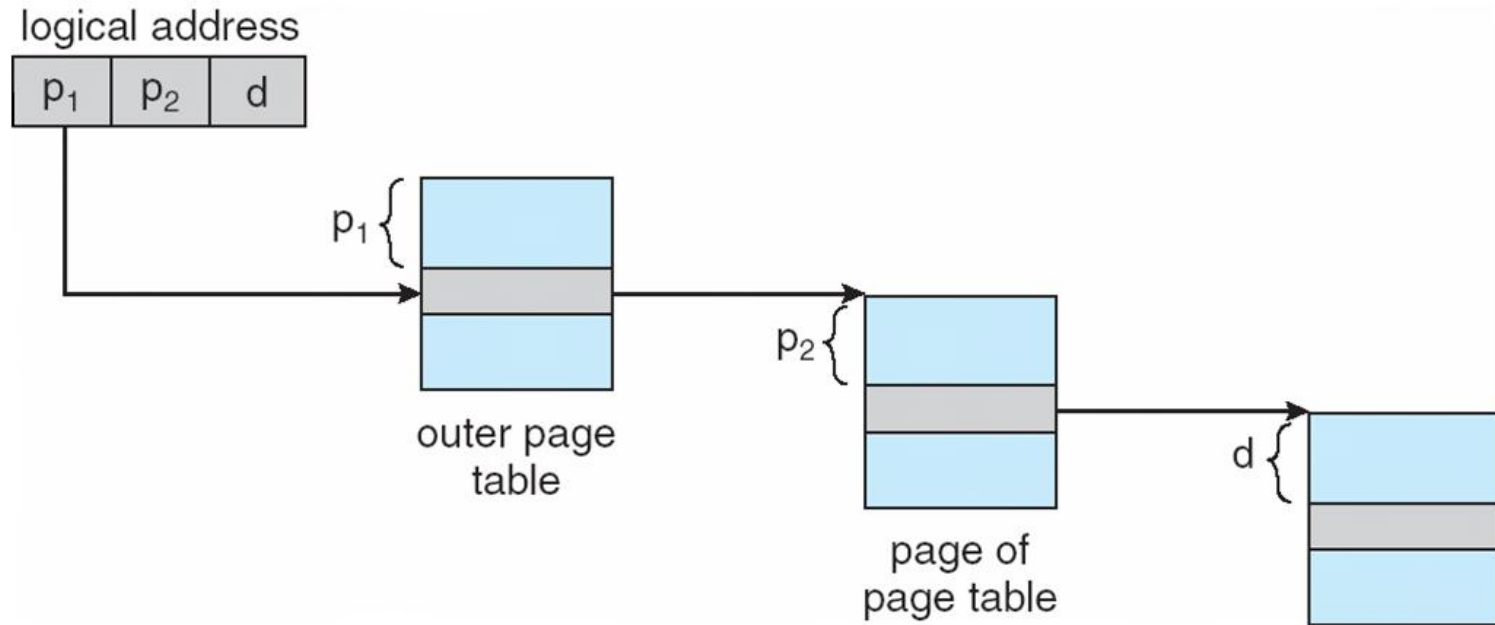 logical address
p₁ p₂ d
p₁
outer page
table
p₂
page of
page table
d